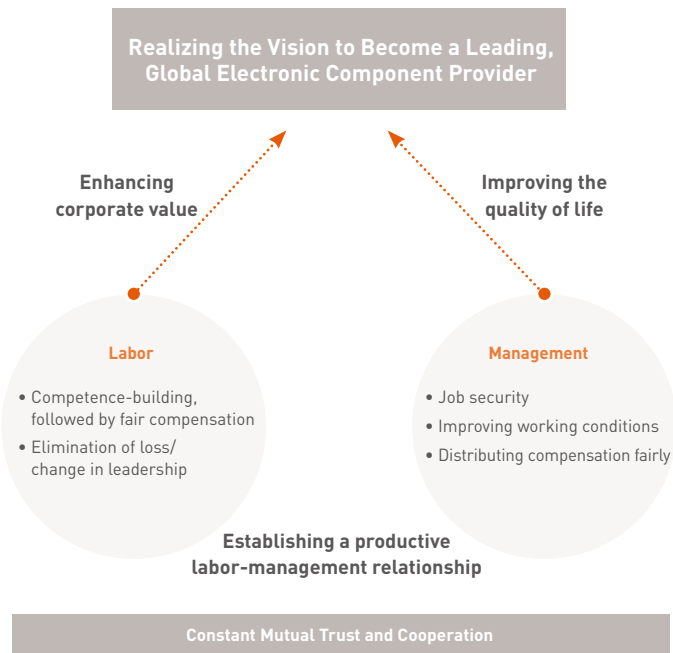 Realizing the Vision to Become a Leading,
Global Electronic Component Provider
Enhancing
corporate value
Improving the
quality of life
Labor
• Competence-building,
followed by fair compensation
• Elimination of loss/
change in leadership
Management
• Job security
• Improving working conditions
• Distributing compensation fairly
Establishing a productive
labor-management relationship
Constant Mutual Trust and Cooperation